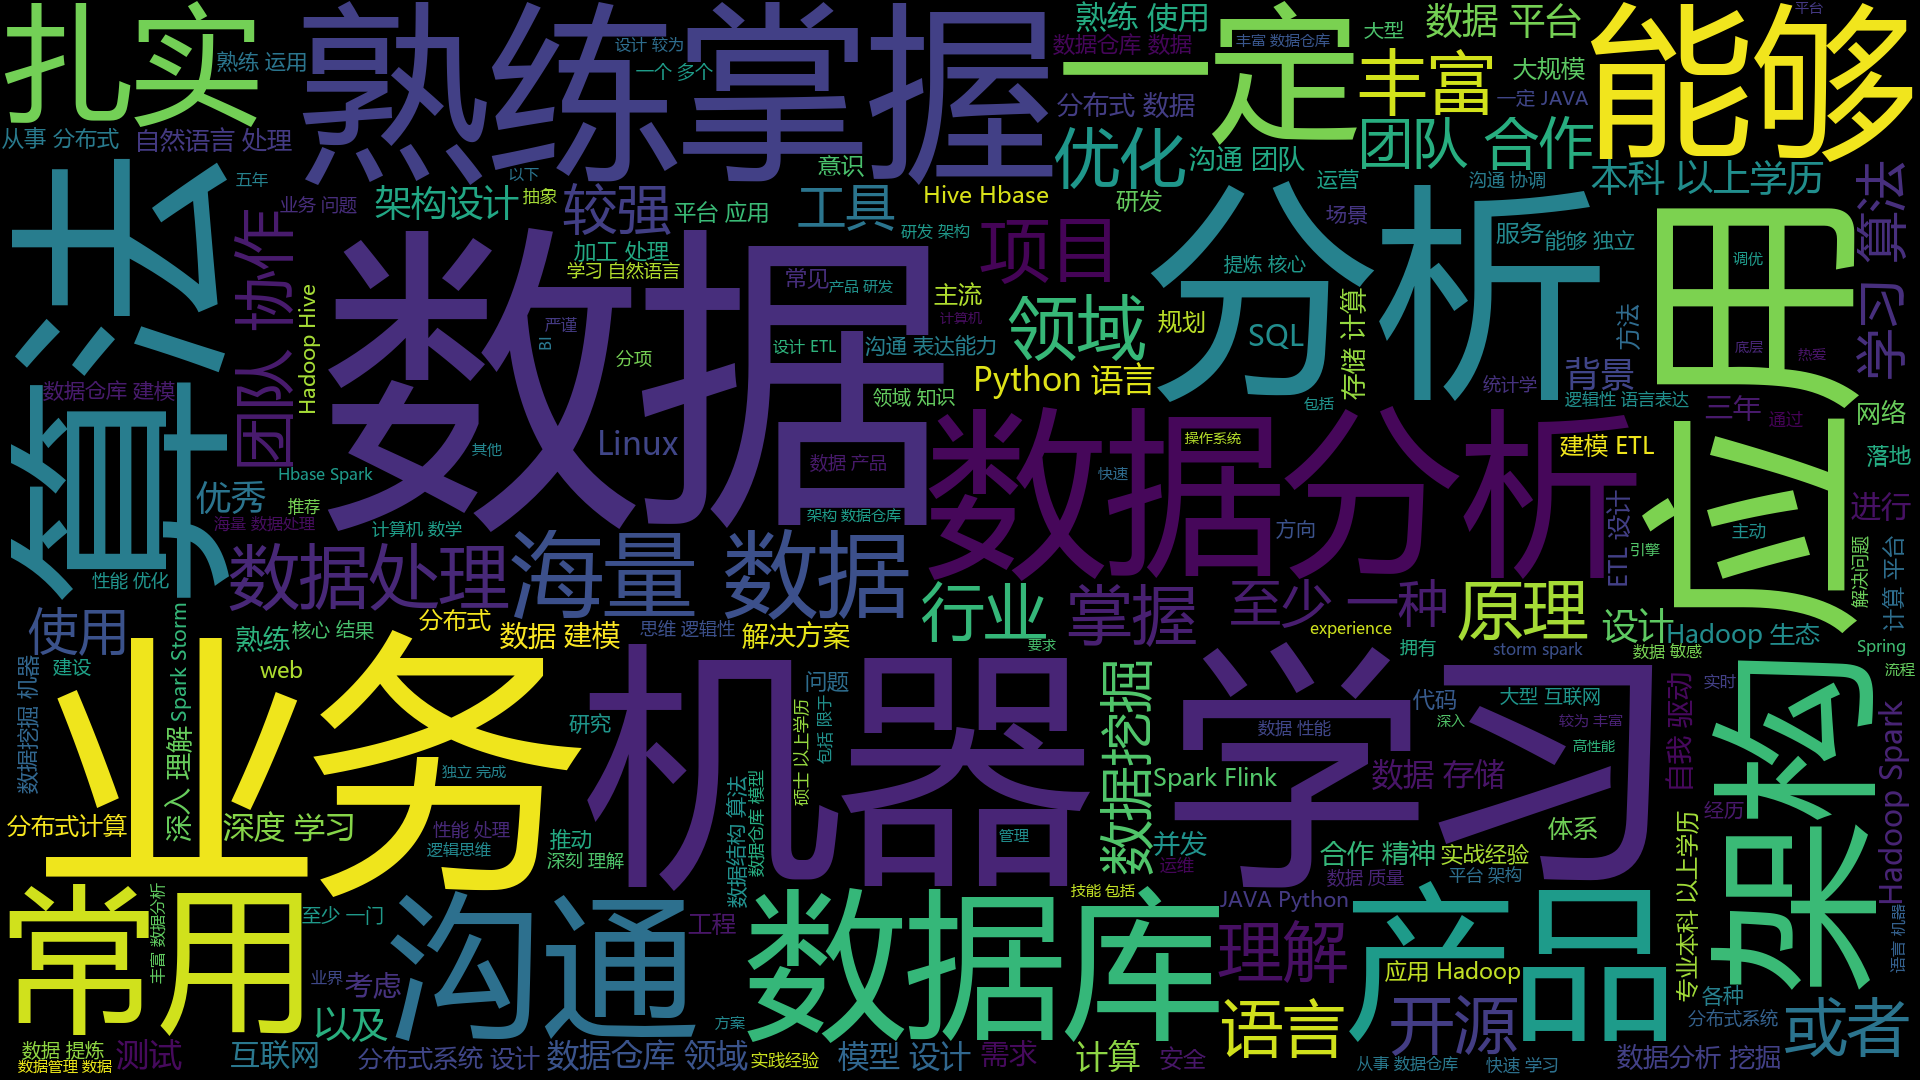 扎实
熟练掌握
一定
能够
熟练 使用
数据 平台
平台
大型
设计 较为
丰富 数据仓库
数据仓库 数据
熟练 运用
一个 多个
丰富
大规模
一定 JAVA
分布式 数据
从事 分布式
自然语言 处理
优化
沟通 团队
团队 合作
意识
以下
五年
运营
沟通 协调
本科 以上学历
算法
团队 协作
业务 问题
架构设计
抽象
较强
平台 应用
工具
Hive Hbase
研发
研发 架构
项目
分析
场景
服务
能够 独立
应用
学习 算法
加工 处理
学习 自然语言
数据
常见
产品 研发
主流
计算机
提炼 核心
调优
Hadoop Hive
严谨
BI
分项
设计 ETL
沟通 表达能力
领域
规划
SQL
存储 计算
方法
底层
热爱
数据仓库 建模
领域 知识
Python 语言
包括
统计学
背景
逻辑性 语言表达
三年
通过
网络
Linux
其他
数据 产品
数据分析
操作系统
快速
建模 ETL
落地
Hbase Spark
优秀
推荐
海量 数据处理
计算机 数学
架构 数据仓库
方向
ETL 设计
引擎
主动
进行
解决问题
计算 平台
性能 优化
数据处理
海量 数据
行业
掌握
至少 一种
原理
设计
Hadoop 生态
使用
Spark Storm
熟练
核心 结果
分布式
数据 建模
思维 逻辑性
解决方案
要求
experience
拥有
storm spark
数据 敏感
Spring
流程
数据挖掘 机器
建设
深入 理解
web
业务
机器
学习
问题
研究
硕士 以上学历
包括 限于
数据挖掘
数据 性能
代码
大型 互联网
深入
较为 丰富
高性能
自我 驱动
实时
架构
Hadoop Spark
独立 完成
Spark Flink
数据 存储
经历
分布式计算
深度 学习
性能 处理
逻辑思维
推动
深刻 理解
数据结构 算法
数据仓库 模型
管理
并发
运维
合作 精神
实战经验
体系
数据 质量
平台 架构
专业本科 以上学历
常用
丰富 数据分析
至少 一门
沟通
工程
数据库
技能 包括
JAVA Python
理解
产品
应用 Hadoop
语言 机器
业界
考虑
以及
方案
语言
开源
各种
分布式系统
或者
数据 提炼
数据管理 数据
测试
互联网
分布式系统 设计
数据仓库 领域
实践经验
模型 设计
需求
计算
安全
从事 数据仓库
快速 学习
数据分析 挖掘